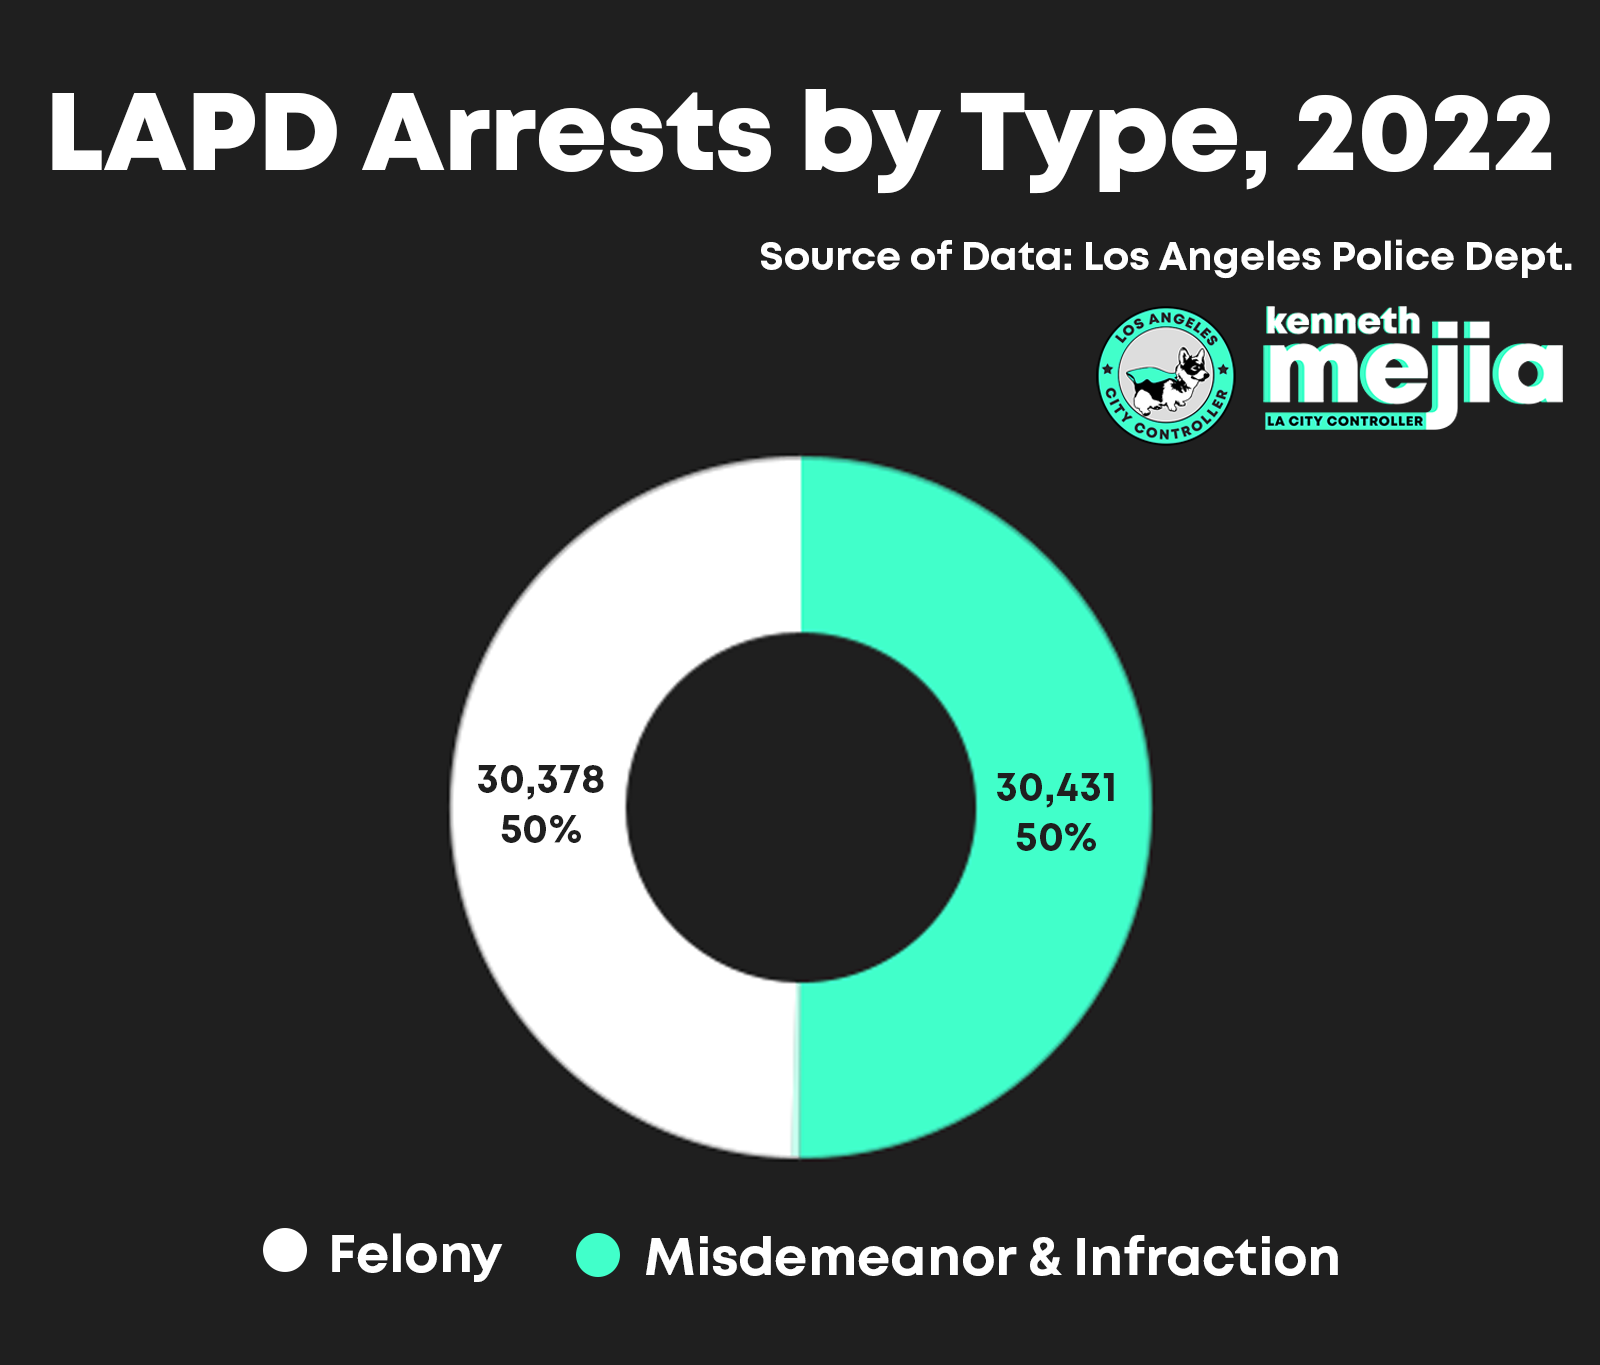 LAPD Arrests by Type, 2022
Source of Data: Los Angeles Police Dept.
LOS ANGELES
CITY CONTROLLER
kenneth
mejia
LA CITY CONTROLLER
30,378
50%
30,431
50%
Felony
Misdemeanor & Infraction